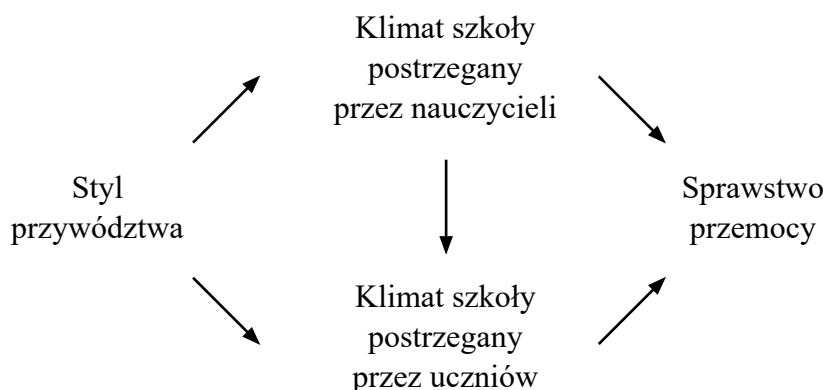 Klimat szkoły
postrzegany
przez nauczycieli
Styl
przywództwa
Sprawstwo
przemocy
Klimat szkoły
postrzegany
przez uczniów